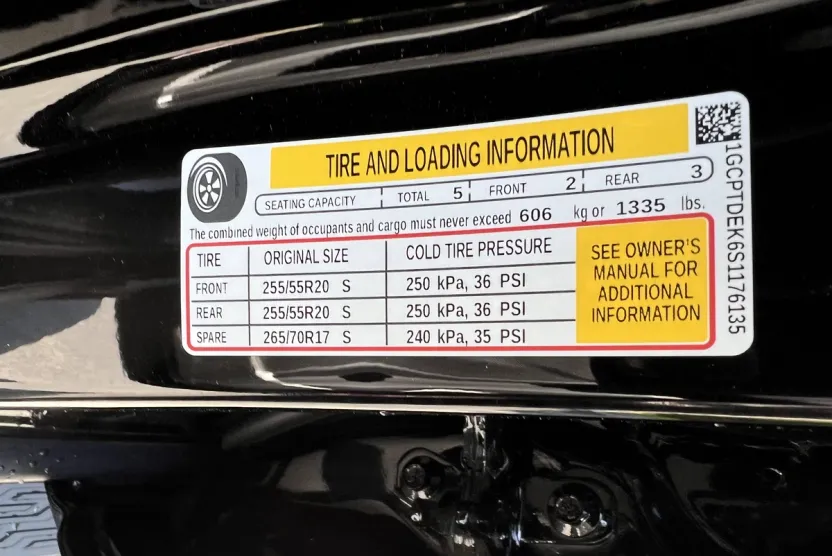 TIRE AND LOADING INFORMATION
SEATING CAPACITY TOTAL 5 FRONT 2 REAR 3
The combined weight of occupants and cargo must never exceed 606 kg or 1335 lbs.
TIRE ORIGINAL SIZE COLD TIRE PRESSURE
FRONT 255/55R20 S 250 kPa, 36 PSI
REAR 255/55R20 S 250 kPa, 36 PSI
SPARE 265/70R17 S 240 kPa, 35 PSI
SEE OWNER'S
MANUAL FOR
ADDITIONAL
INFORMATION
1GCPTDEK6S1176135